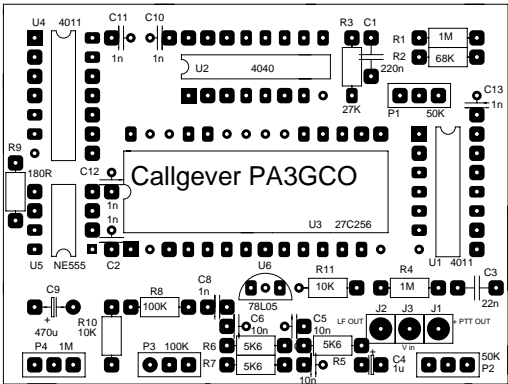 U4 4011 C11 C10 R3 C1 R1 1M
R2 68K
1n 1n U2 4040 220n
C13
27K P1 50K 1n
R9
180R C12 Callgever PA3GCO
1n
1n
U3 27C256
U5 NE555 C2 U1 4011
U6 R11 R4 C3
C9 R8 C8
100K 1n 10K 1M
78L05 22n
J2 J3 J1
+ R10 C6 C5 LF OUT + PTT OUT
470u 10K 10n 10n
V in
P4 1M P3 100K R6 5K6 5K6 C4 50K
R7 5K6 R5 + 1u P2
10n